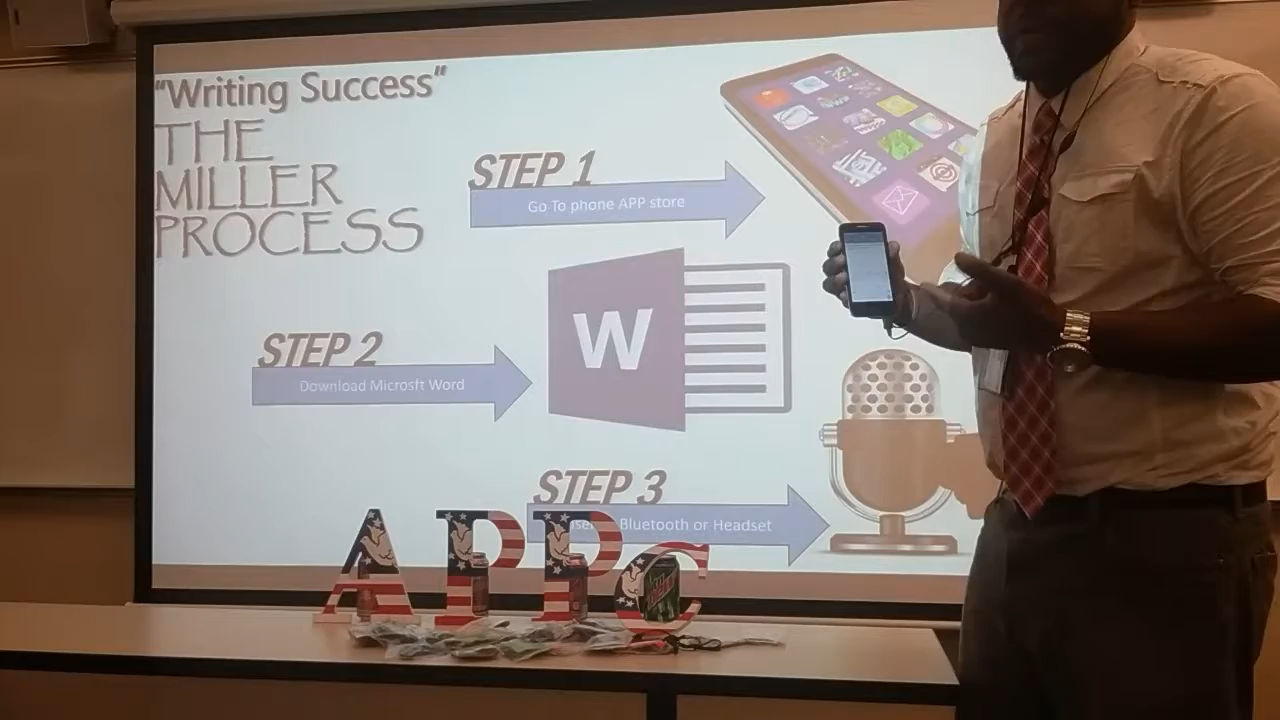 "Writing Success"
THE
MILLER
PROCESS
STEP 1
Go To phone APP store
STEP 2
Download Microsft Word
W
STEP 3
Bluetooth or Headset
APPC